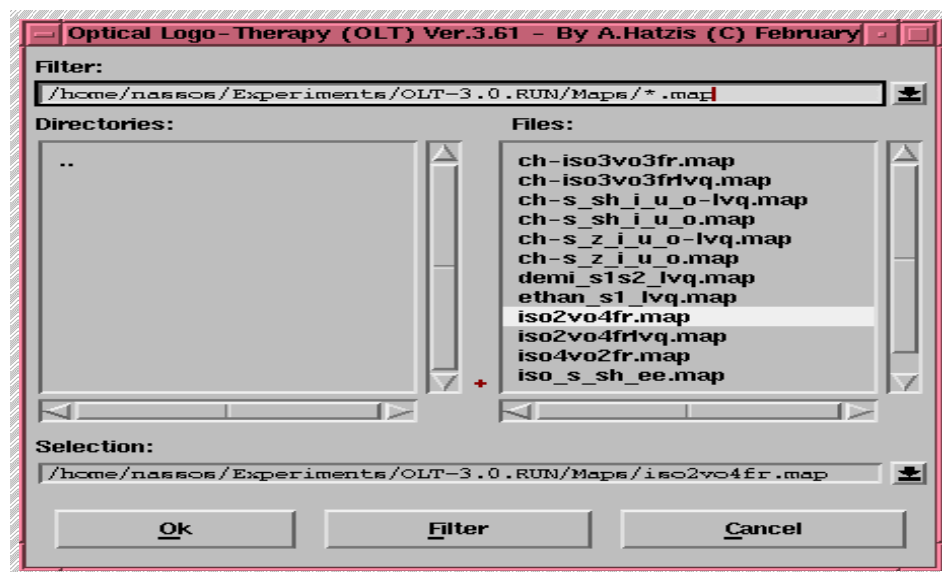 Optical Logo-Therapy (OLT) Ver.3.61 - By A.Hatzis (C) February
Filter:
/home/nassos/Experiments/OLT-3.0.RUN/Maps/*.map
Directories:
..
Files:
ch-iso3vo3fr.map
ch-iso3vo3frlvq.map
ch-s_sh_i_u_o-lvq.map
ch-s_sh_i_u_o.map
ch-s_z_i_u_o-lvq.map
ch-s_z_i_u_o.map
demi_s1s2_lvq.map
ethan_s1_lvq.map
iso2vo4fr.map
iso2vo4frlvq.map
iso4vo2fr.map
iso_s_sh_ee.map
Selection:
/home/nassos/Experiments/OLT-3.0.RUN/Maps/iso2vo4fr.map
Ok
Filter
Cancel